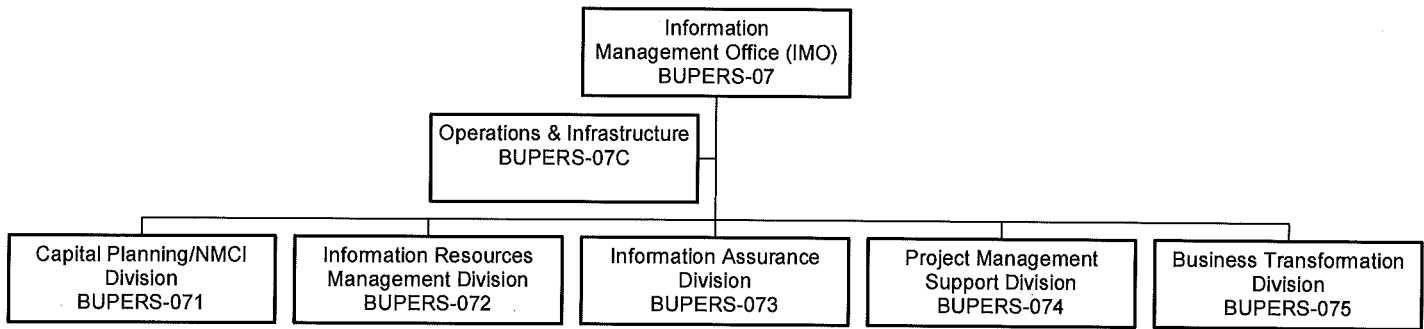 Information
Management Office (IMO)
BUPERS-07
Operations & Infrastructure
BUPERS-07C
Capital Planning/NMCI
Division
BUPERS-071
Information Resources
Management Division
BUPERS-072
Information Assurance
Division
BUPERS-073
Project Management
Support Division
BUPERS-074
Business Transformation
Division
BUPERS-075